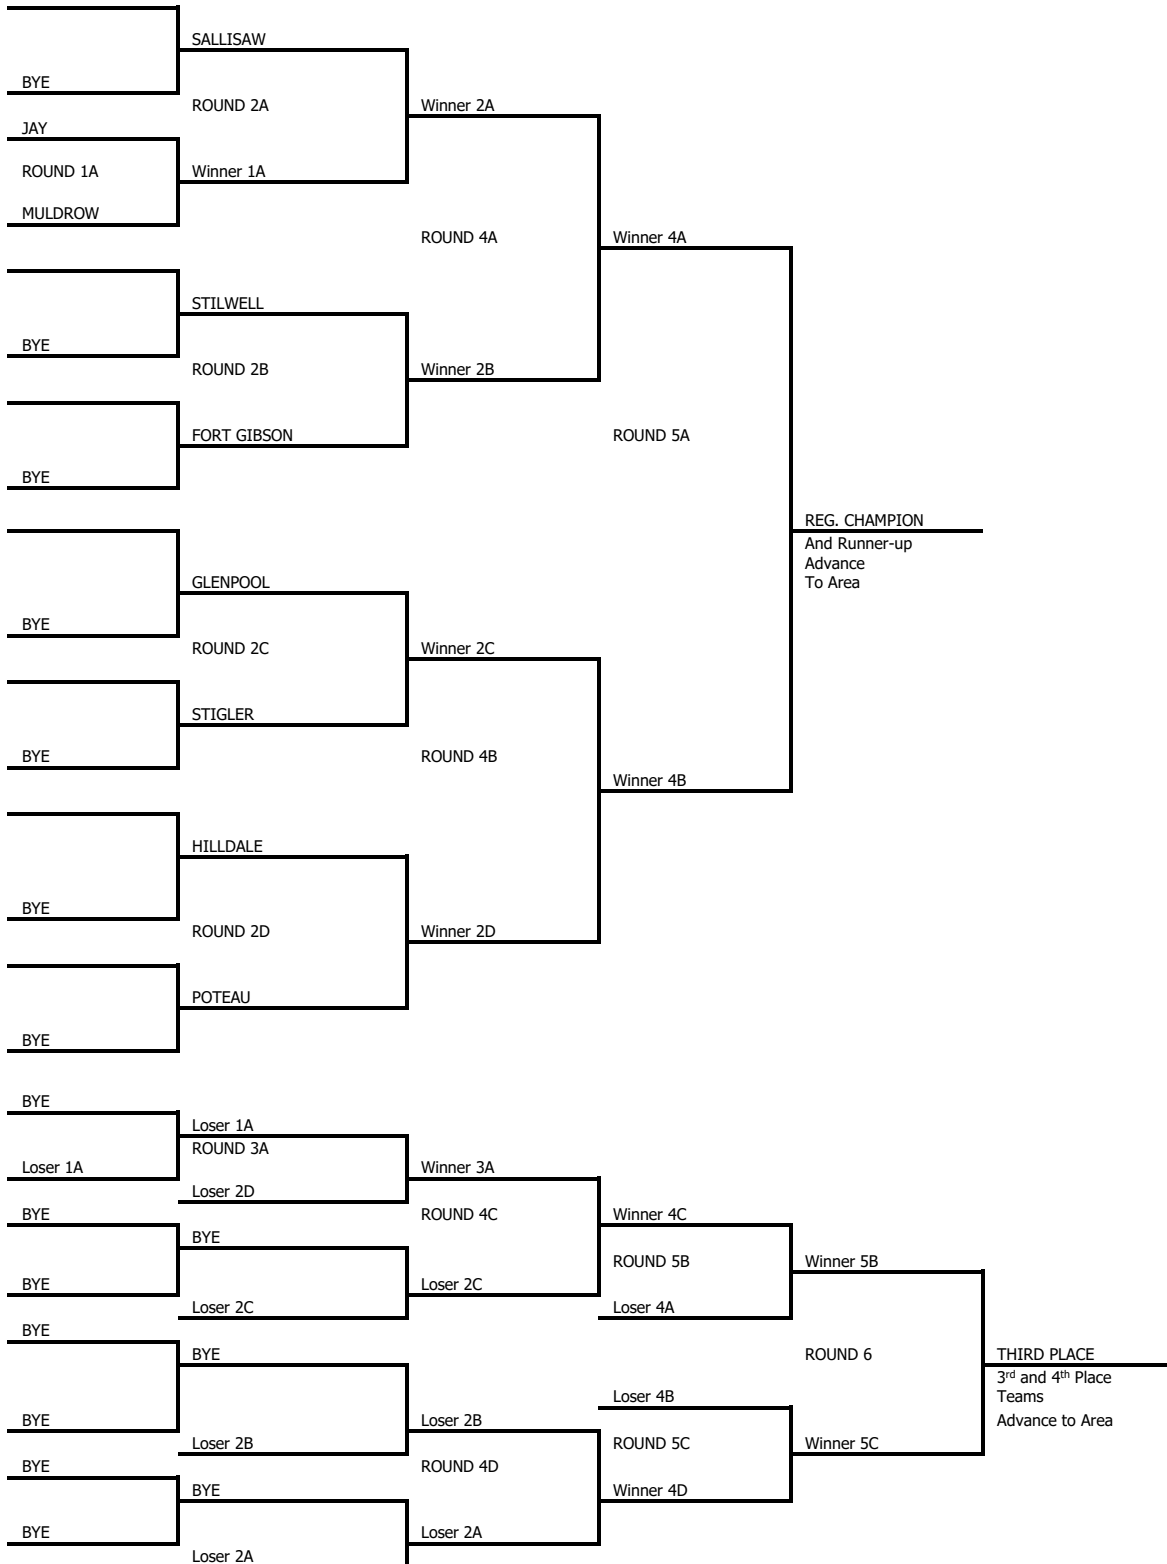 SALLISAW
BYE
ROUND 2A
Winner 2A
JAY
ROUND 1A
Winner 1A
MULDROW
ROUND 4A
Winner 4A
STILWELL
BYE
ROUND 2B
Winner 2B
FORT GIBSON
ROUND 5A
BYE
REG. CHAMPION
And Runner-up
Advance
To Area
GLENPOOL
BYE
ROUND 2C
Winner 2C
STIGLER
BYE
ROUND 4B
Winner 4B
HILLDALE
BYE
ROUND 2D
Winner 2D
POTEAU
BYE
BYE
Loser 1A
ROUND 3A
Loser 1A
Winner 3A
Loser 2D
BYE
ROUND 4C
Winner 4C
BYE
ROUND 5B
Winner 5B
BYE
Loser 2C
Loser 2C
Loser 4A
BYE
BYE
ROUND 6
THIRD PLACE
3rd and 4th Place
Teams
Advance to Area
Loser 4B
BYE
Loser 2B
Loser 2B
ROUND 5C
Winner 5C
BYE
ROUND 4D
BYE
Winner 4D
BYE
Loser 2A
Loser 2A